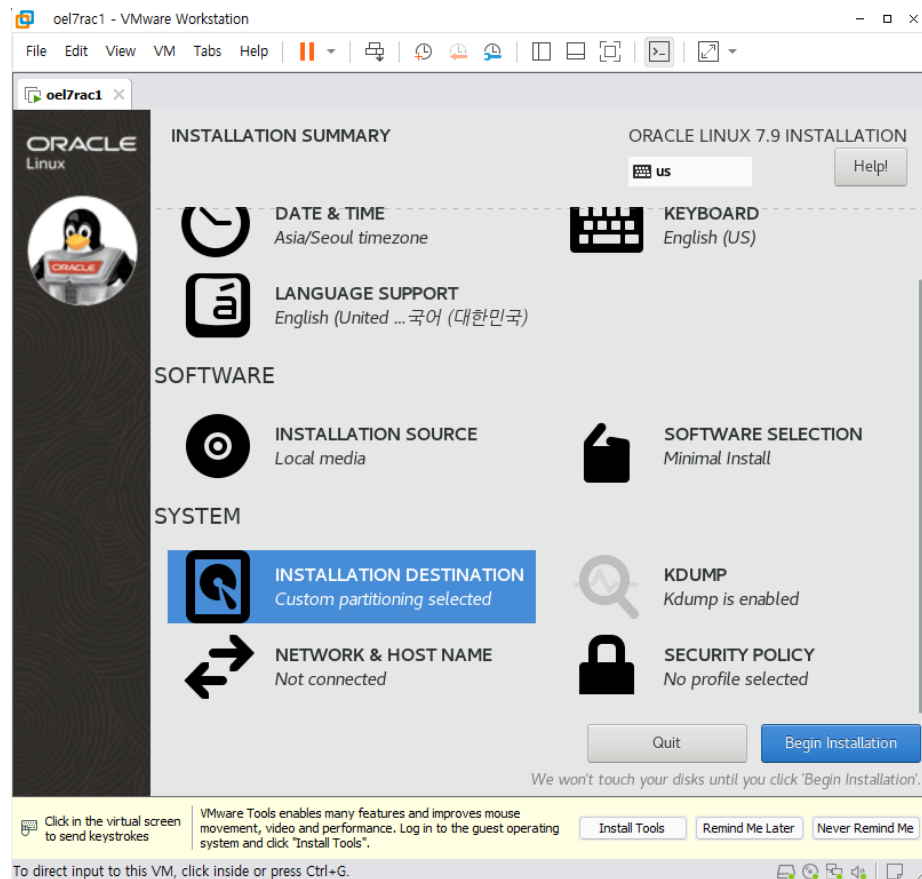 oel7rac1 - VMware Workstation
File Edit View VM Tabs Help
oel7rac1
ORACLE
Linux
INSTALLATION SUMMARY
ORACLE LINUX 7.9 INSTALLATION
us
Help!
ORACLE
DATE & TIME
Asia/Seoul timezone
KEYBOARD
English (US)
LANGUAGE SUPPORT
English (United ...국어 (대한민국)
SOFTWARE
INSTALLATION SOURCE
Local media
SOFTWARE SELECTION
Minimal Install
SYSTEM
INSTALLATION DESTINATION
Custom partitioning selected
KDUMP
Kdump is enabled
NETWORK & HOST NAME
Not connected
SECURITY POLICY
No profile selected
Quit
Begin Installation
We won't touch your disks until you click 'Begin Installation'.
Click in the virtual screen
to send keystrokes
VMware Tools enables many features and improves mouse
movement, video and performance. Log in to the guest operating
system and click "Install Tools".
Install Tools
Remind Me Later
Never Remind Me
To direct input to this VM, click inside or press Ctrl+G.